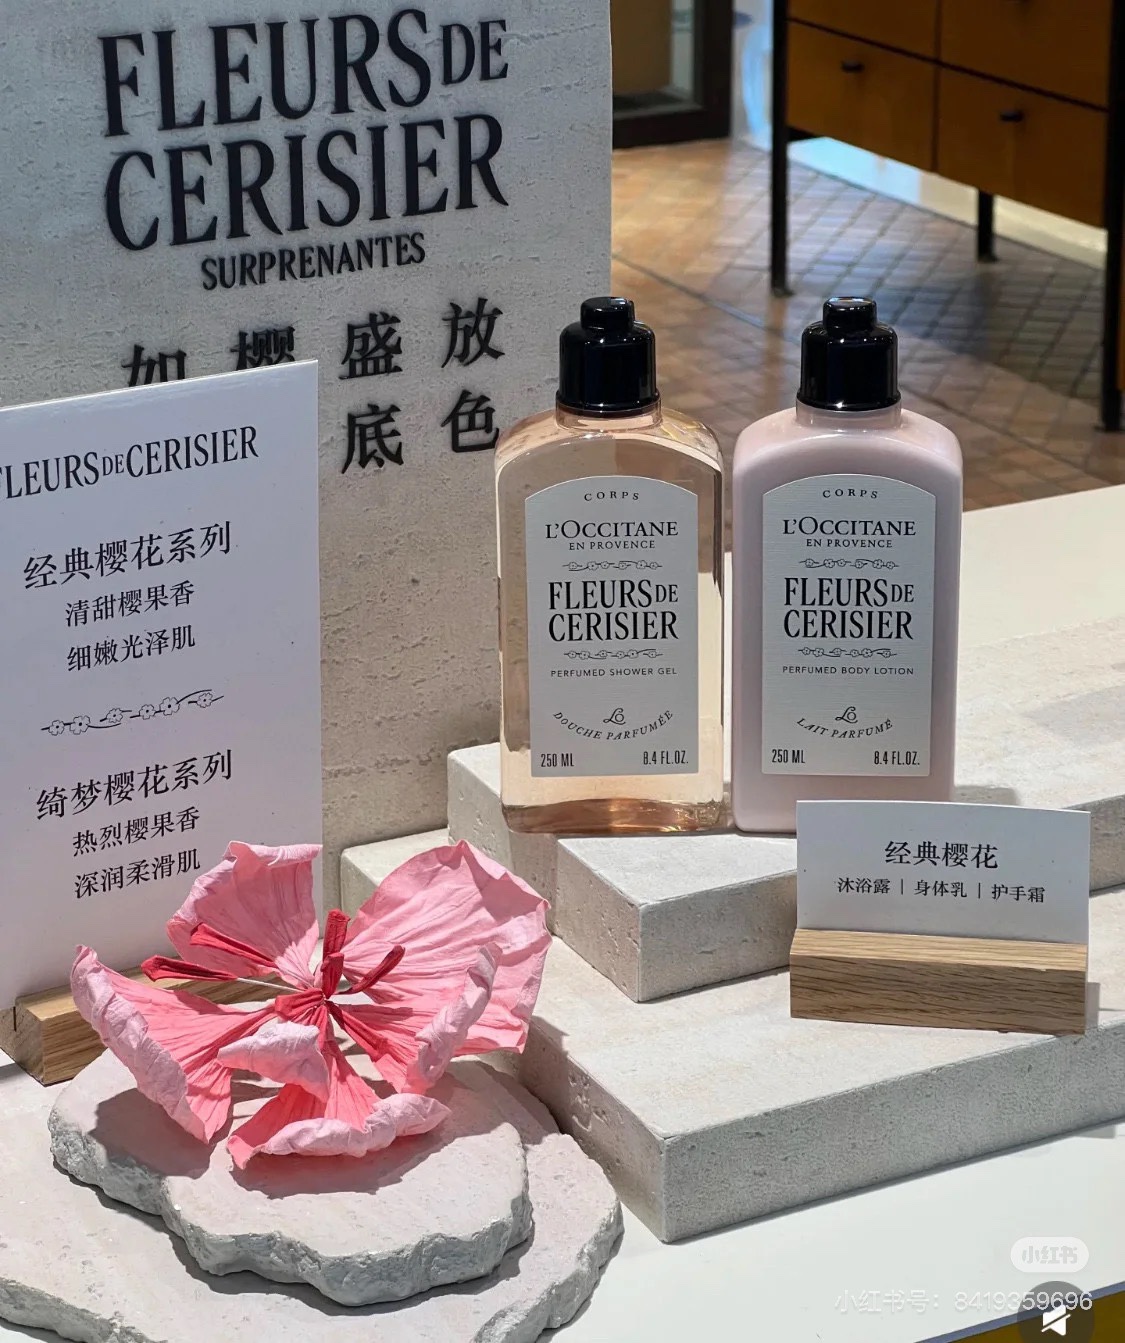 FLEURS DE
CERISIER
SURPRENANTES
如樱盛放
底色
FLEURS DE CERISIER
经典樱花系列
清甜樱果香
细嫩光泽肌
绮梦樱花系列
热烈樱果香
深润柔滑肌
CORPS
L'OCCITANE
EN PROVENCE
FLEURS DE
CERISIER
PERFUMED SHOWER GEL
LO
DOUCHE PARFUMÉE
250 ML 8.4 FL.OZ.
CORPS
L'OCCITANE
EN PROVENCE
FLEURS DE
CERISIER
PERFUMED BODY LOTION
LO
LAIT PARFUMÉ
250 ML 8.4 FL.OZ.
经典樱花
沐浴露 | 身体乳 | 护手霜
小红书
小红书号: 8419359696